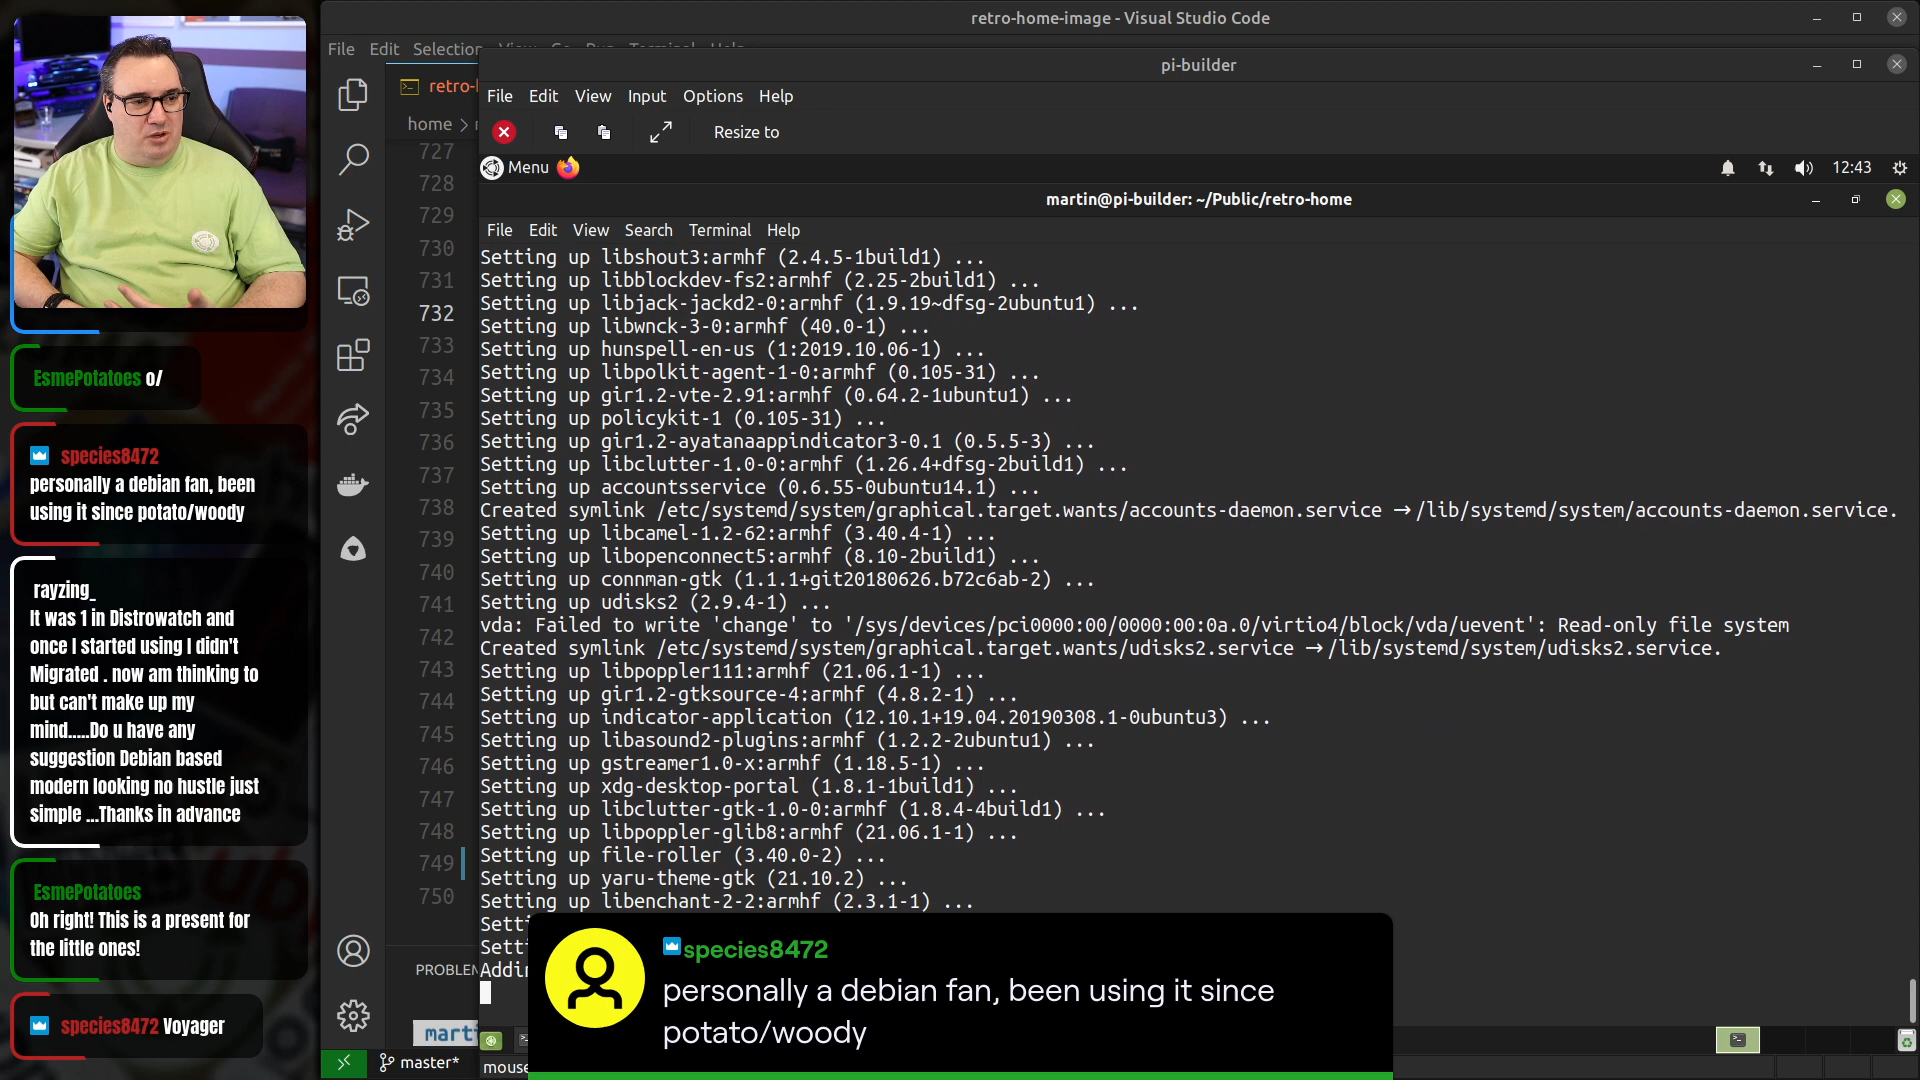 retro-home-image - Visual Studio Code
File Edit Selection View Go Run Terminal Help
EsmePotatoes o/
species8472
personally a debian fan, been
using it since potato/woody
rayzing_
It was 1 in Distrowatch and
once I started using I didn't
Migrated . now am thinking to
but can't make up my
mind.....Do u have any
suggestion Debian based
modern looking no hustle just
simple ...Thanks in advance
EsmePotatoes
Oh right! This is a present for
the little ones!
species8472 Voyager
retro-
home >
727
728
729
730
731
732
733
734
735
736
737
738
739
740
741
742
743
744
745
746
747
748
749
750
PROBLEM
marti
master*
pi-builder
File Edit View Input Options Help
Resize to
Menu
12:43
martin@pi-builder: ~/Public/retro-home
File Edit View Search Terminal Help
Setting up libshout3:armhf (2.4.5-1build1) ...
Setting up libblockdev-fs2:armhf (2.25-2build1) ...
Setting up libjack-jackd2-0:armhf (1.9.19~dfsg-2ubuntu1) ...
Setting up libwnck-3-0:armhf (40.0-1) ...
Setting up hunspell-en-us (1:2019.10.06-1) ...
Setting up libpolkit-agent-1-0:armhf (0.105-31) ...
Setting up gir1.2-vte-2.91:armhf (0.64.2-1ubuntu1) ...
Setting up policykit-1 (0.105-31) ...
Setting up gir1.2-ayatanaappindicator3-0.1 (0.5.5-3) ...
Setting up libclutter-1.0-0:armhf (1.26.4+dfsg-2build1) ...
Setting up accountsservice (0.6.55-0ubuntu14.1) ...
Created symlink /etc/systemd/system/graphical.target.wants/accounts-daemon.service → /lib/systemd/system/accounts-daemon.service.
Setting up libcamel-1.2-62:armhf (3.40.4-1) ...
Setting up libopenconnect5:armhf (8.10-2build1) ...
Setting up connman-gtk (1.1.1+git20180626.b72c6ab-2) ...
Setting up udisks2 (2.9.4-1) ...
vda: Failed to write 'change' to '/sys/devices/pci0000:00/0000:00:0a.0/virtio4/block/vda/uevent': Read-only file system
Created symlink /etc/systemd/system/graphical.target.wants/udisks2.service → /lib/systemd/system/udisks2.service.
Setting up libpoppler111:armhf (21.06.1-1) ...
Setting up gir1.2-gtksource-4:armhf (4.8.2-1) ...
Setting up indicator-application (12.10.1+19.04.20190308.1-0ubuntu3) ...
Setting up libasound2-plugins:armhf (1.2.2-2ubuntu1) ...
Setting up gstreamer1.0-x:armhf (1.18.5-1) ...
Setting up xdg-desktop-portal (1.8.1-1build1) ...
Setting up libclutter-gtk-1.0-0:armhf (1.8.4-4build1) ...
Setting up libpoppler-glib8:armhf (21.06.1-1) ...
Setting up file-roller (3.40.0-2) ...
Setting up yaru-theme-gtk (21.10.2) ...
Setting up libenchant-2-2:armhf (2.3.1-1) ...
Setti
Setti
Addin
mouse
species8472
personally a debian fan, been using it since
potato/woody